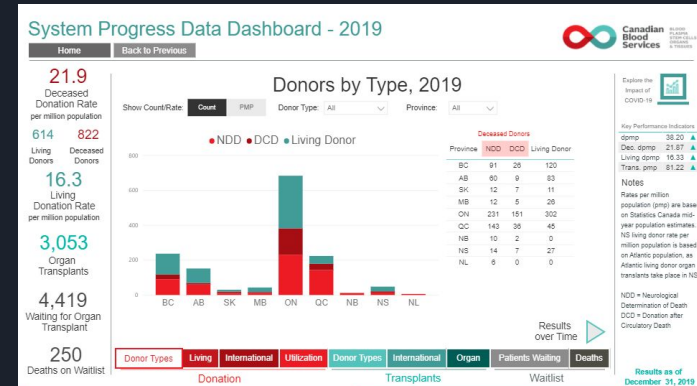 System Progress Data Dashboard - 2019
Canadian Blood Services
BLOOD
PLASMA
STEM CELLS
ORGANS
& TISSUES
Home
Back to Previous
21.9
Deceased
Donation Rate
per million population
614 822
Living Donors
Deceased Donors
16.3
Living
Donation Rate
per million population
3,053
Organ
Transplants
4,419
Waiting for Organ
Transplant
250
Deaths on Waitlist
Donors by Type, 2019
Show Count/Rate: Count PMP Donor Type: All Province: All
NDD DCD Living Donor
800
600
400
200
0
BC AB SK MB ON QC NB NS NL
Deceased Donors
Province NDD DCD Living Donor
BC 91 26 120
AB 60 9 83
SK 12 7 11
MB 12 5 26
ON 231 151 302
QC 143 36 45
NB 10 2 0
NS 14 7 27
NL 6 0 0
Results
over Time
Donor Types Living International Utilization Donor Types International Organ Patients Waiting Deaths
Donation Transplants Waitlist
Explore the
Impact of
COVID-19
Key Performance Indicators
dpmp 38.20 ▲
Dec. dpmp 21.87 ▲
Living dpmp 16.33 ▲
Trans. pmp 81.22 ▲
Notes
Rates per million
population (pmp) are based
on Statistics Canada mid-
year population estimates.
NS living donor rate per
million population is based
on Atlantic population, as
Atlantic living donor organ
translants take place in NS
NDD = Neurological
Determination of Death
DCD = Donation after
Circulatory Death
Results as of
December 31, 2019